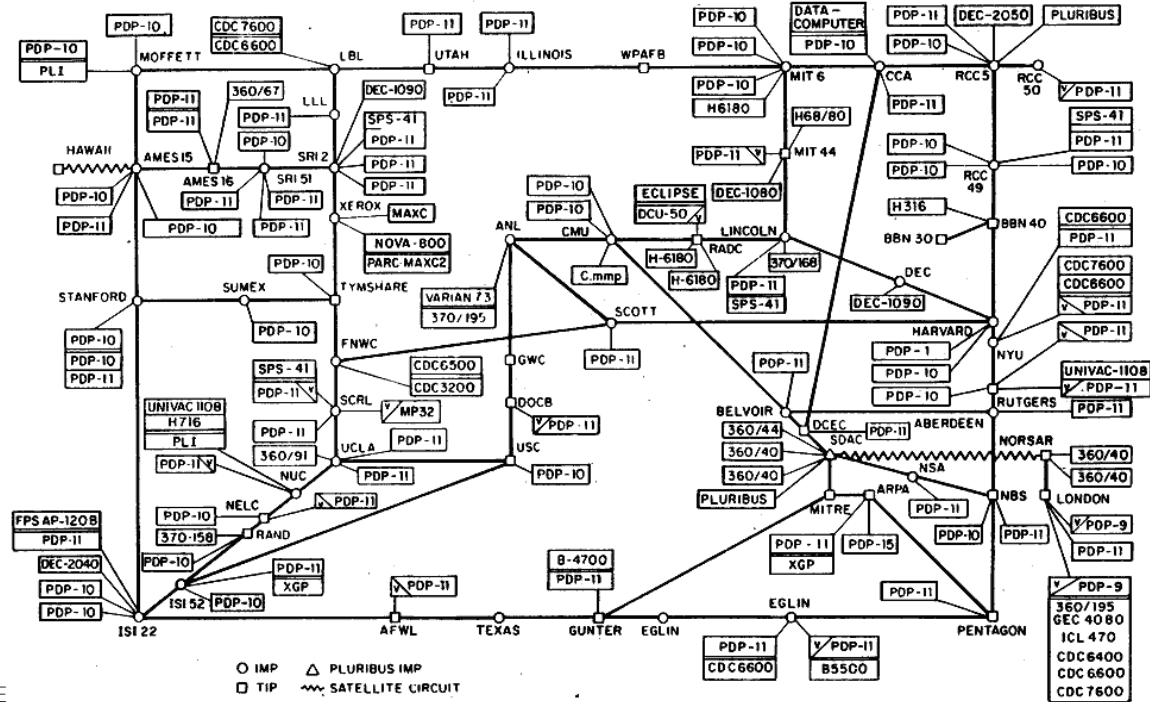 PDP-10
CDC7600
CDC6600
PDP-11
PDP-11
PDP-10
PDP-10
DATA-
COMPUTER
PDP-10
PDP-11
PDP-10
DEC-2050
PLURIBUS
PDP-10
PLI
MOFFETT
LBL
UTAH
ILLINOIS
WPAFB
PDP-10
H6180
MIT 6
CCA
RCC5
RCC
50
PDP-11
PDP-11
V PDP-11
PDP-11
PDP-11
360/67
LLL
PDP-11
DEC-1090
SPS-41
PDP-11
PDP-11
PDP-11
H68/80
MIT 44
PDP-11 V
DEC-1080
SPS-41
PDP-11
PDP-10
PDP-10
PDP-10
RCC
49
HAWAII
AMES15
AMES16
PDP-10
SRI 51
SRI 2
PDP-11
PDP-11
PDP-11
PDP-10
PDP-11
PDP-10
XEROX
MAXC
NOVA-800
PARC-MAXC2
PDP-10
PDP-10
C.mmp
ANL
CMU
ECLIPSE
DCU-50 V
RADC
H-6180
H-6180
LINCOLN
370/168
PDP-11
SPS-41
H316
BBN 40
BBN 30
CDC6600
PDP-11
CDC7600
CDC6600
V PDP-11
V PDP-11
DEC
DEC-1090
PDP-10
STANFORD
SUMEX
TYMSHARE
PDP-10
PDP-10
PDP-10
PDP-11
VARIAN 73
370/195
SCOTT
PDP-11
HARVARD
NYU
PDP-1
PDP-10
PDP-10
FNWC
CDC6500
CDC3200
GWC
DOCB
V PDP-11
SPS-41
PDP-11 V
SCRL
V MP32
PDP-11
PDP-11
BELVOIR
DCEC
PDP-11
UNIVAC-1108
V PDP-11
RUTGERS
PDP-11
ABERDEEN
UNIVAC 1108
H716
PLI
PDP-11 V
NUC
360/91
UCLA
PDP-11
PDP-11
USC
PDP-10
360/44
360/40
360/40
PLURIBUS
SDAC
NSA
PDP-11
NORSAR
360/40
360/40
NELC
PDP-10
V PDP-11
370-158
RAND
PDP-10
MITRE
ARPA
PDP-11
XGP
PDP-15
NBS
PDP-10
PDP-11
LONDON
V PDP-9
PDP-11
FPS AP-120B
PDP-11
DEC-2040
PDP-10
PDP-10
ISI 22
ISI 52
PDP-11
XGP
PDP-10
V PDP-11
AFWL
TEXAS
B-4700
PDP-11
GUNTER
EGLIN
EGLIN
PDP-11
CDC6600
V PDP-11
B5500
PDP-11
PENTAGON
V PDP-9
360/195
GEC 4080
ICL 470
CDC6400
CDC6600
CDC7600
IMP
PLURIBUS IMP
TIP
SATELLITE CIRCUIT